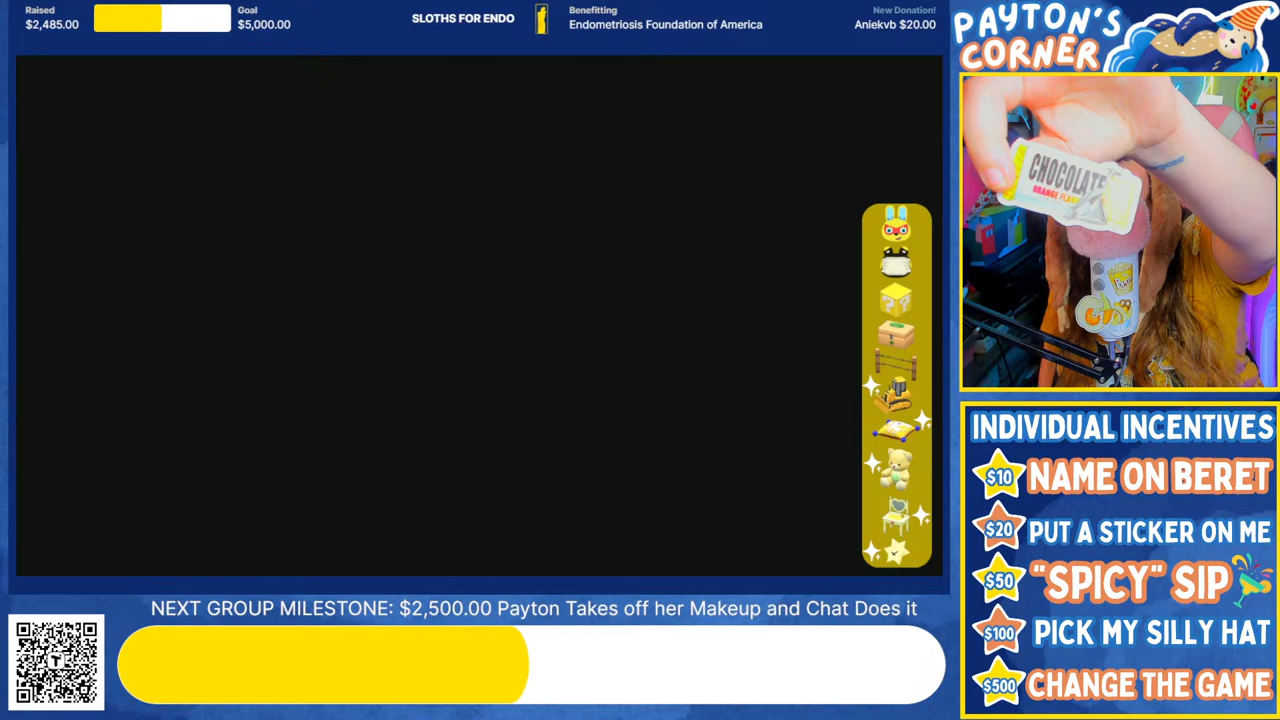 Raised
$2,485.00
Goal
$5,000.00
SLOTHS FOR ENDO
Benefitting
Endometriosis Foundation of America
New Donation!
Aniekvb $20.00
PAYTON'S
CORNER
CHOCOLATE
ORANGE
INDIVIDUAL INCENTIVES
$10 NAME ON BERET
$20 PUT A STICKER ON ME
$50 "SPICY" SIP
$100 PICK MY SILLY HAT
$500 CHANGE THE GAME
NEXT GROUP MILESTONE: $2,500.00 Payton Takes off her Makeup and Chat Does it